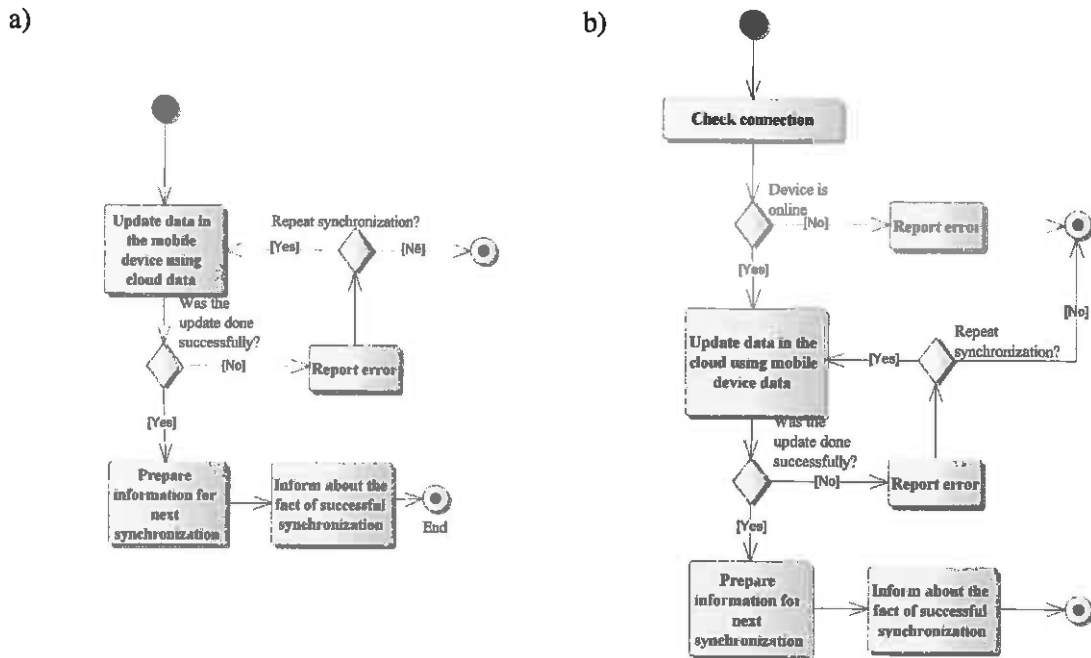 a)
Update data in
the mobile
device using
cloud data
Repeat synchronization?
[Yes]
[Nē]
Was the
update done
successfully?
[No]
Report error
[Yes]
Prepare
information for
next
synchronization
Inform about the
fact of successful
synchronization
End
b)
Check connection
Device is
online
[No]
Report error
[Yes]
Update data in the
cloud using mobile
device data
[Yes]
Repeat
synchronization?
[No]
Was the
update done
successfully?
[No]
Report error
[Yes]
Prepare
information for
next
synchronization
Inform about the
fact of successful
synchronization